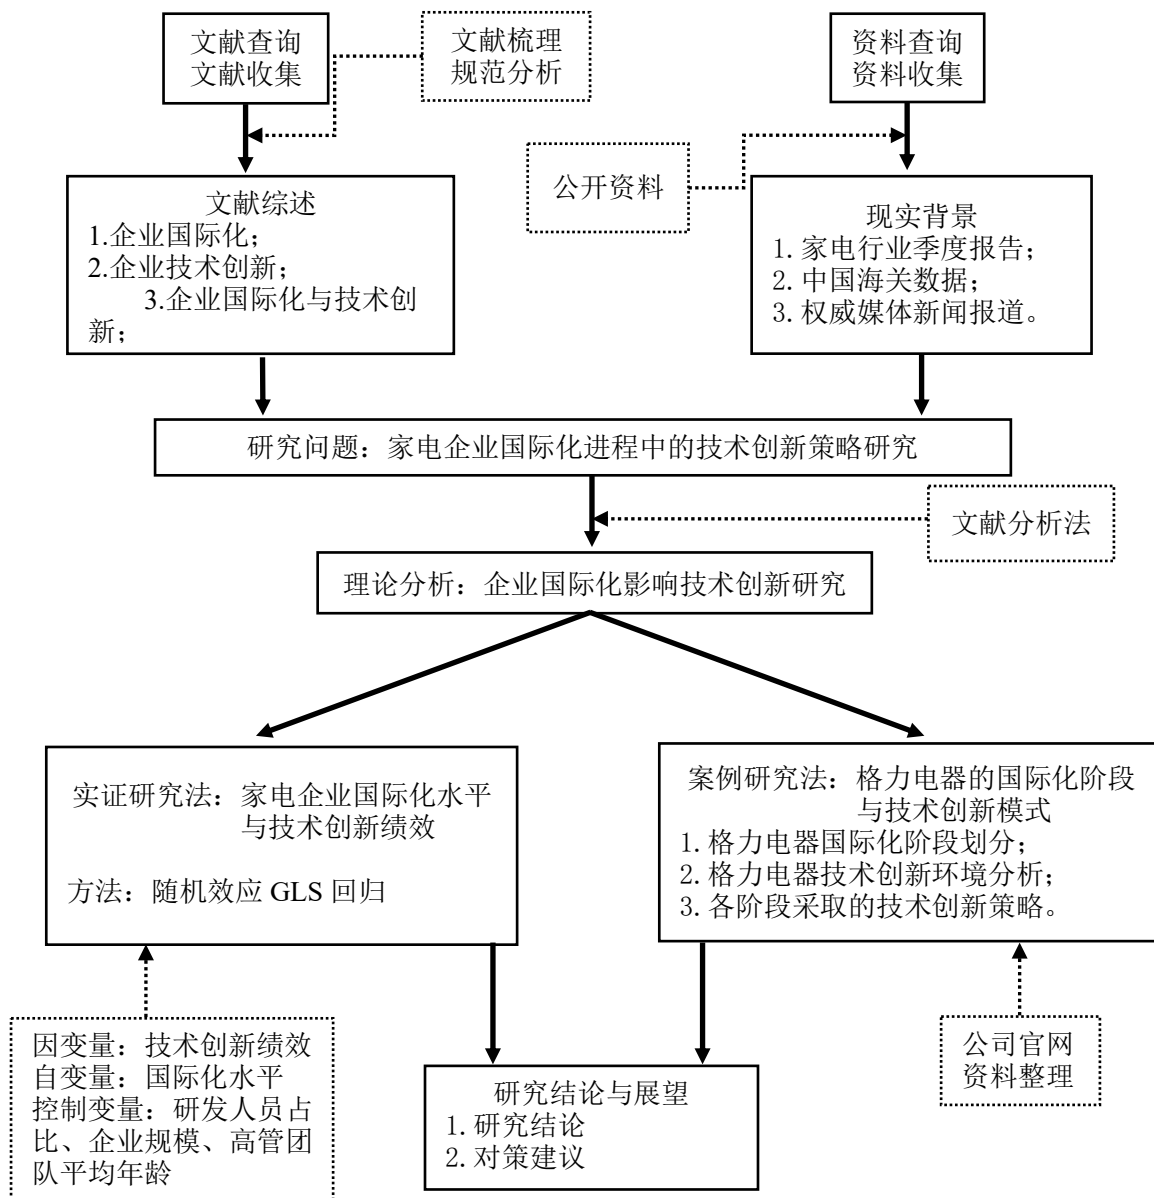 文献查询
文献收集
文献梳理
规范分析
资料查询
资料收集
公开资料
文献综述
1.企业国际化；
2.企业技术创新；
3.企业国际化与技术创
新；
现实背景
1. 家电行业季度报告；
2. 中国海关数据；
3. 权威媒体新闻报道。
研究问题：家电企业国际化进程中的技术创新策略研究
文献分析法
理论分析：企业国际化影响技术创新研究
实证研究法：家电企业国际化水平
与技术创新绩效
方法：随机效应 GLS 回归
案例研究法：格力电器的国际化阶段
与技术创新模式
1. 格力电器国际化阶段划分；
2. 格力电器技术创新环境分析；
3. 各阶段采取的技术创新策略。
因变量：技术创新绩效
自变量：国际化水平
控制变量：研发人员占
比、企业规模、高管团
队平均年龄
研究结论与展望
1. 研究结论
2. 对策建议
公司官网
资料整理